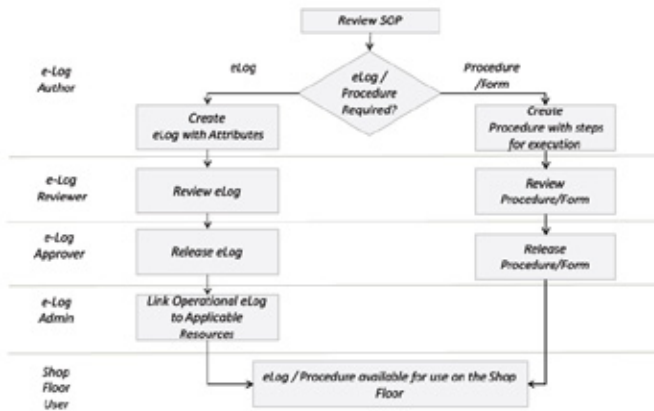 Review SOP
e-Log
Author
eLog
eLog /
Procedure
Required?
Procedure
/Form
Create
eLog with Attributes
Create
Procedure with steps
for execution
e-Log
Reviewer
Review eLog
Review
Procedure/Form
e-Log
Approver
Release eLog
Release
Procedure/Form
e-Log
Admin
Link Operational eLog
to Applicable
Resources
Shop
Floor
User
eLog / Procedure available for use on the Shop
Floor